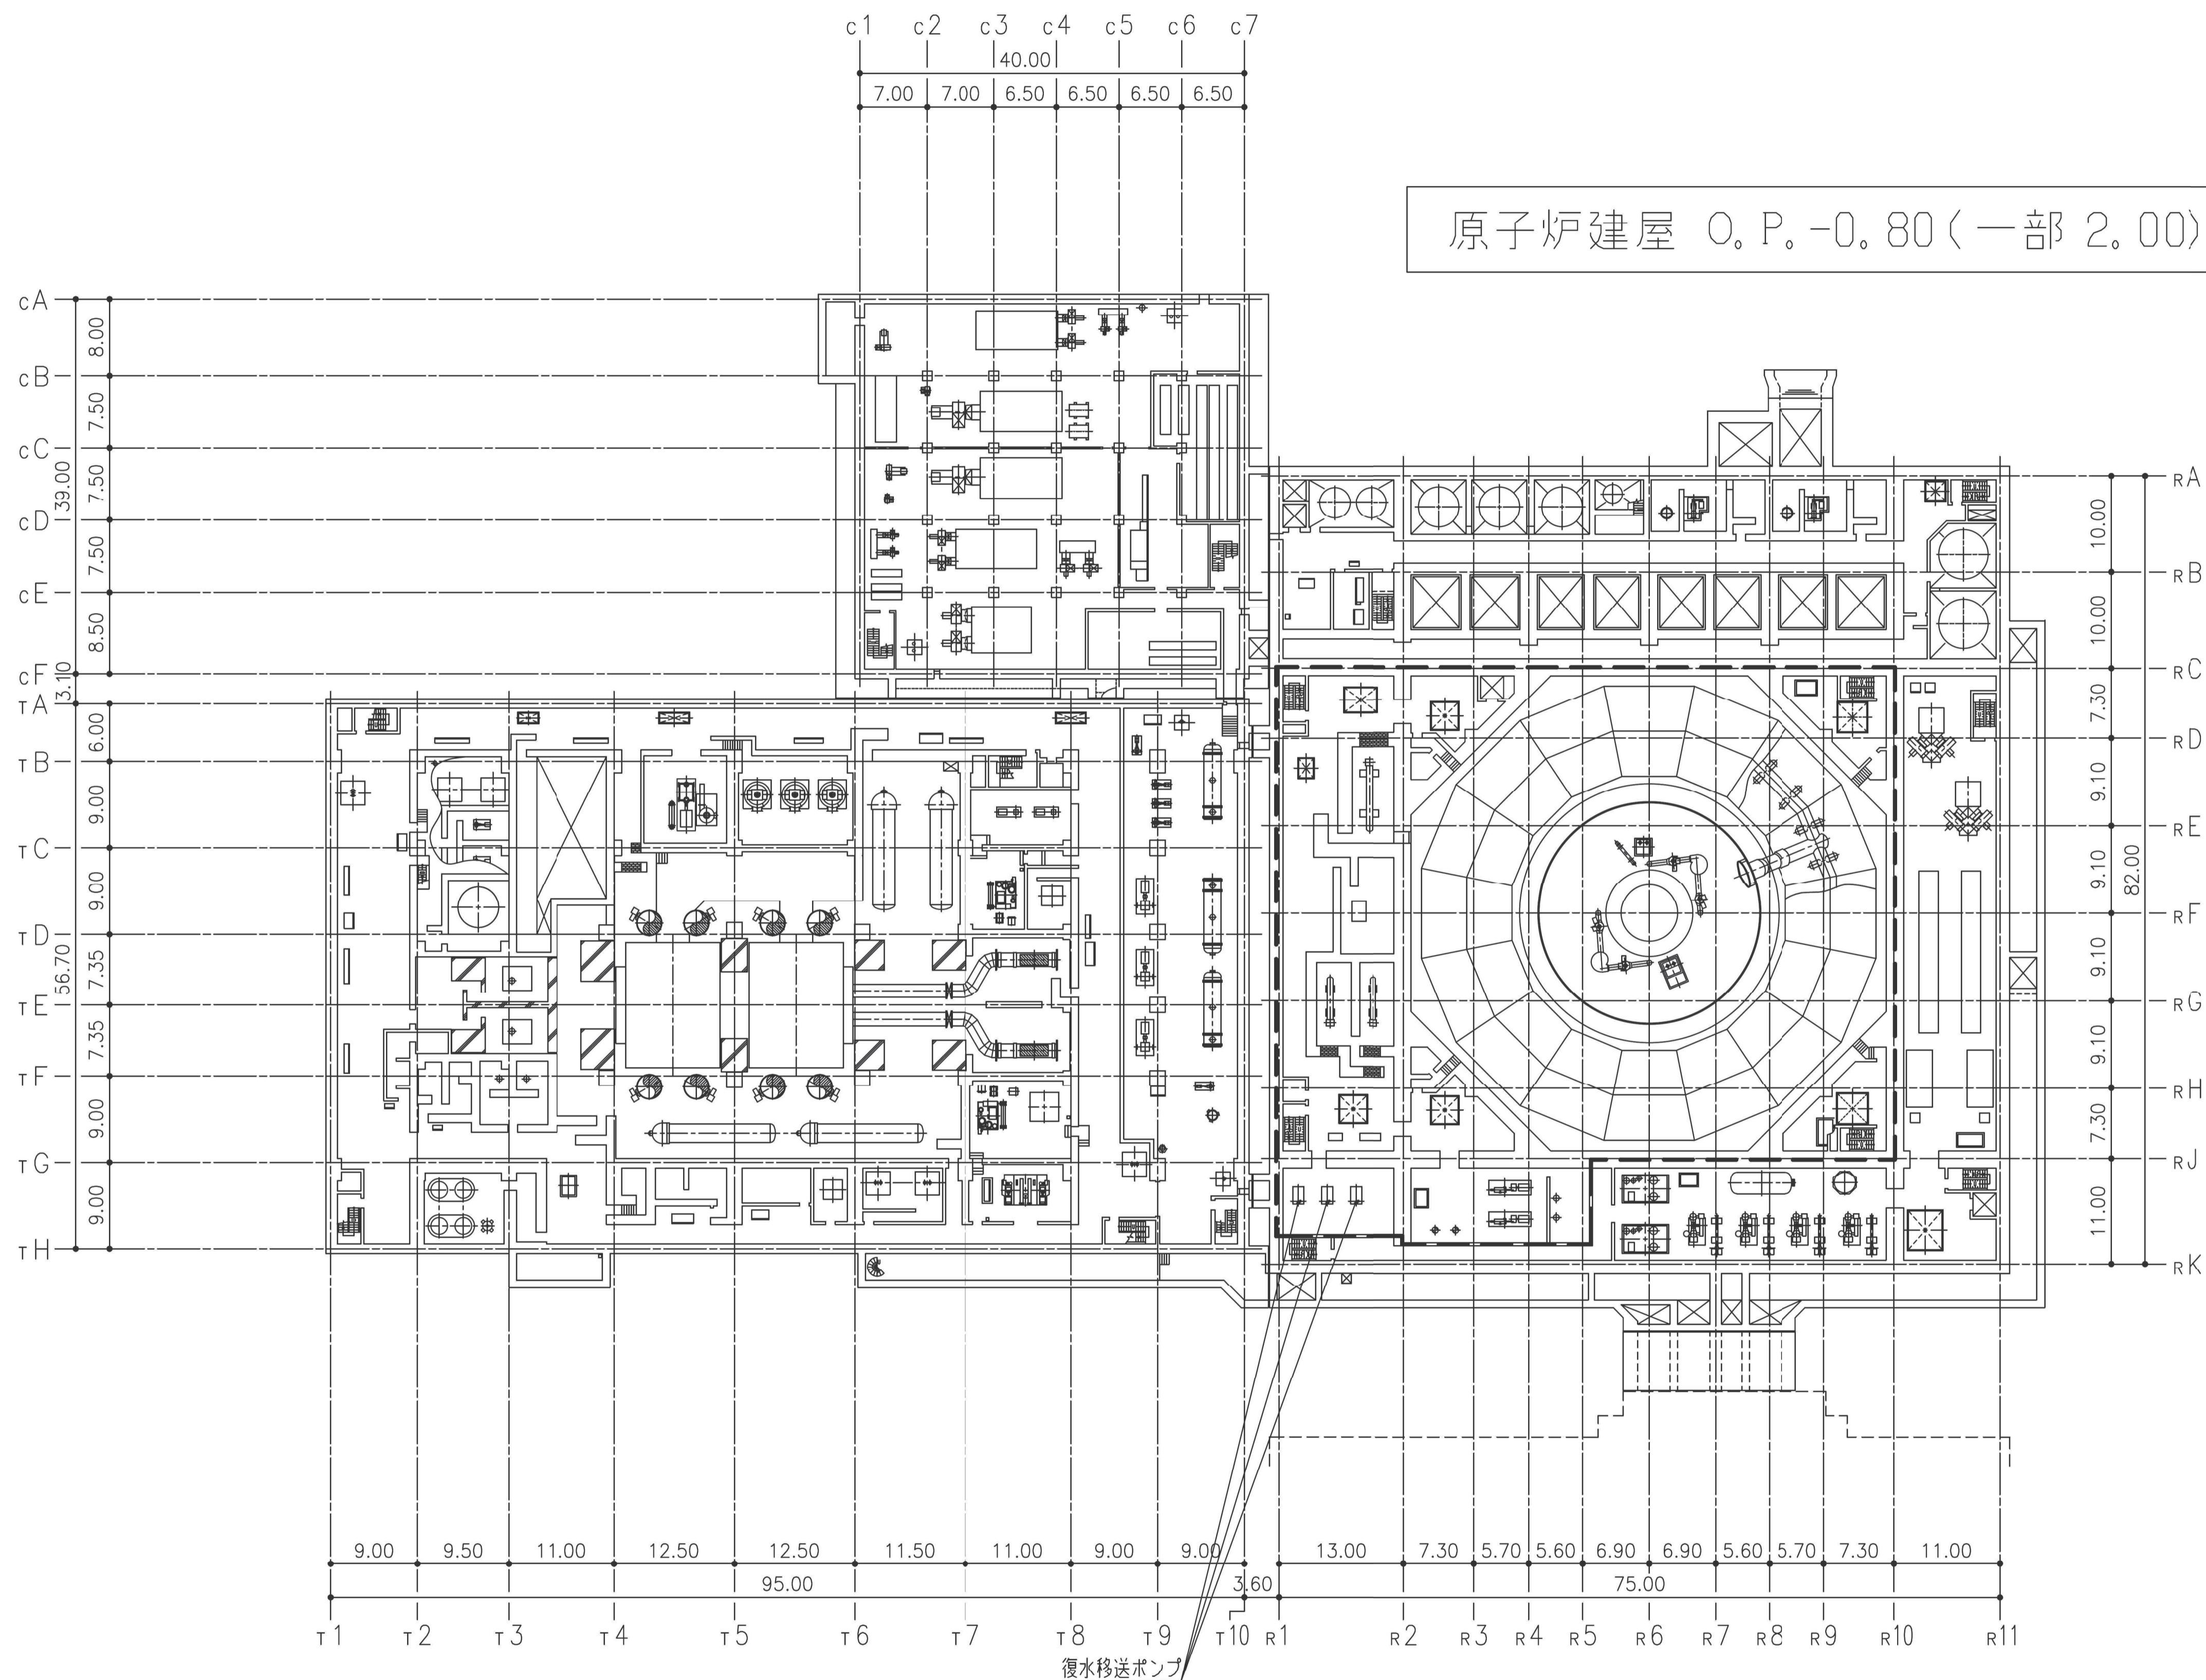 c1 c2 c3 c4 c5 c6 c7
40.00
7.00 7.00 6.50 6.50 6.50 6.50
原子炉建屋 O.P.-0.80(一部 2.00)
cA
8.00
cB
7.50
cC
7.50
39.00
cD
7.50
cE
8.50
cF
3.10
TA
6.00
TB
9.00
TC
9.00
TD
7.35
56.70
TE
7.35
TF
9.00
TG
9.00
TH
RA
10.00
RB
10.00
RC
7.30
RD
9.10
RE
9.10
82.00
RF
9.10
RG
9.10
RH
7.30
RJ
11.00
RK
9.00 9.50 11.00 12.50 12.50 11.50 11.00 9.00 9.00 13.00 7.30 5.70 5.60 6.90 6.90 5.60 5.70 7.30 11.00
95.00 3.60 75.00
T1 T2 T3 T4 T5 T6 T7 T8 T9 T10 R1 R2 R3 R4 R5 R6 R7 R8 R9 R10 R11
復水移送ポンプ